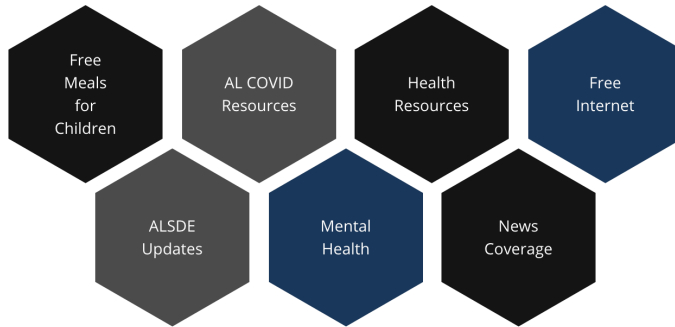 Free
Meals
for
Children
AL COVID
Resources
Health
Resources
Free
Internet
ALSDE
Updates
Mental
Health
News
Coverage